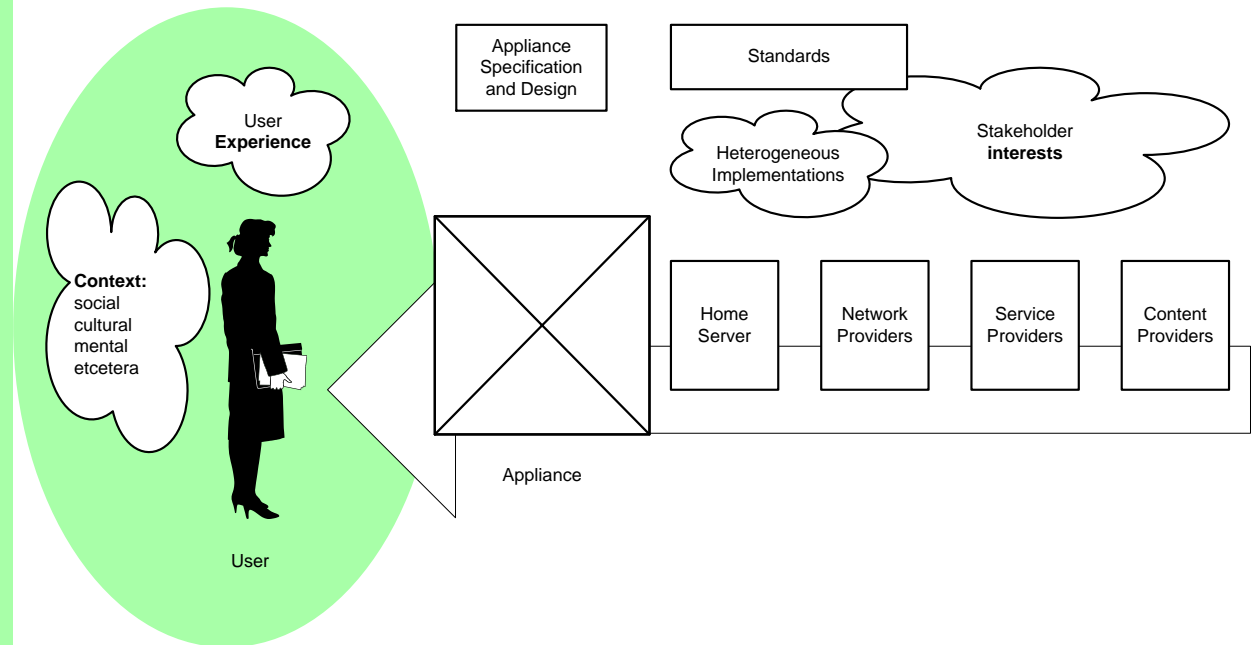 Appliance
Specification
and Design
Standards
User
Experience
Stakeholder
interests
Heterogeneous
Implementations
Context:
social
cultural
mental
etcetera
Home
Server
Network
Providers
Service
Providers
Content
Providers
Appliance
User